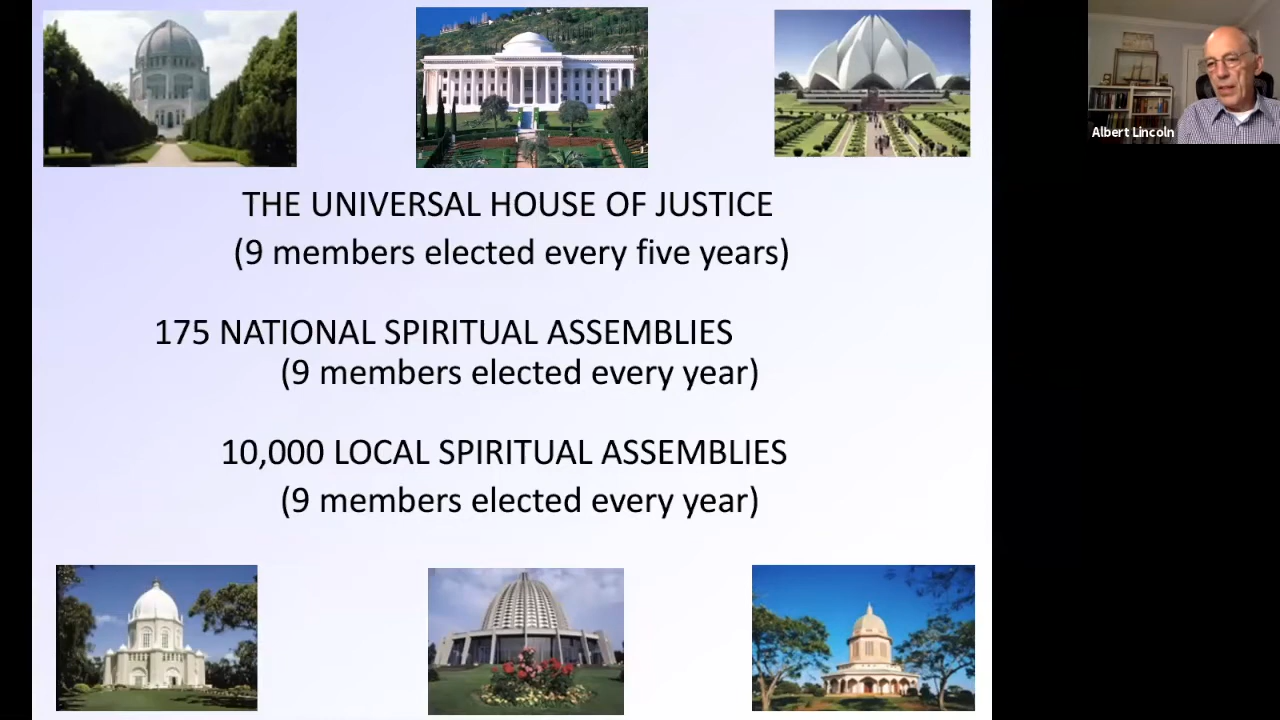 THE UNIVERSAL HOUSE OF JUSTICE
(9 members elected every five years)
175 NATIONAL SPIRITUAL ASSEMBLIES
(9 members elected every year)
10,000 LOCAL SPIRITUAL ASSEMBLIES
(9 members elected every year)
Albert Lincoln